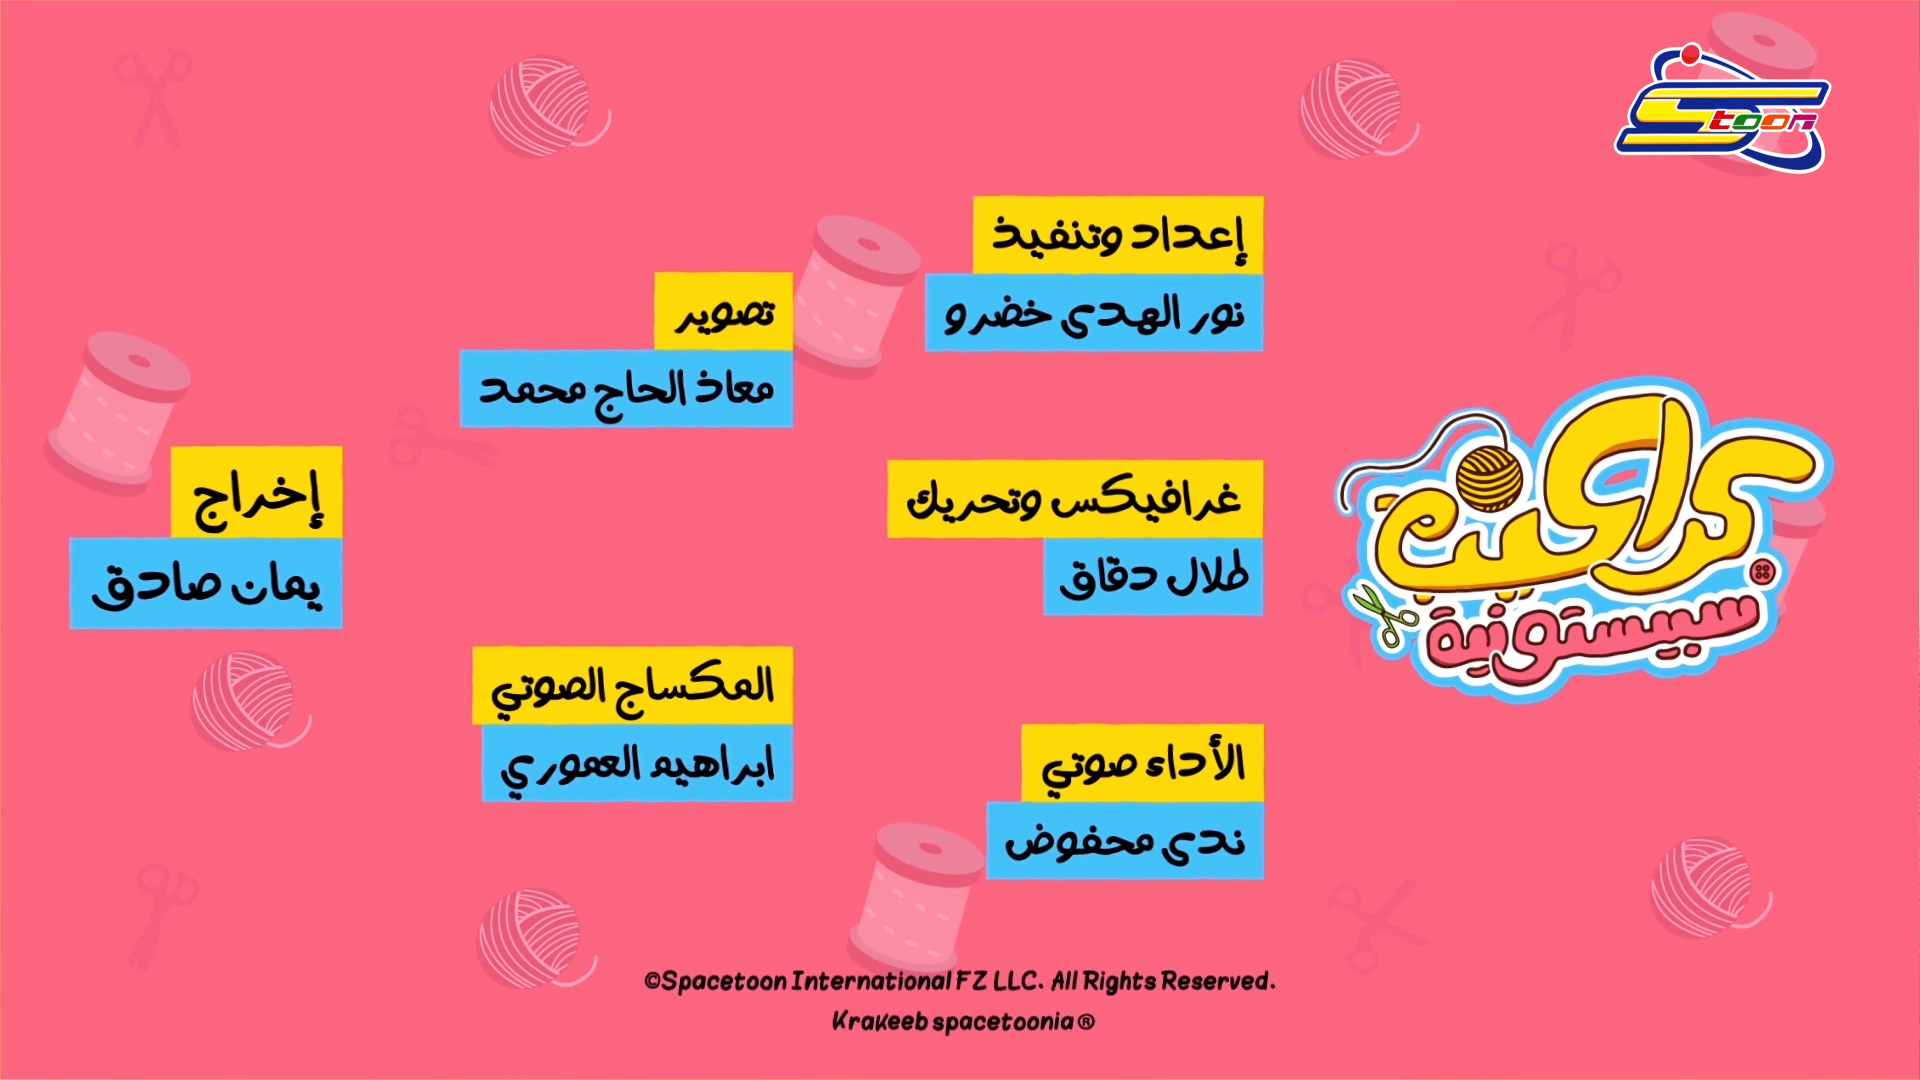 toon
إعداد وتنفيذ
نور الهدى خضرو
تصوير
معاذ الحاج محمد
كراكيب
سبيستونية
غرافيكس وتحريك
طلال دقاق
إخراج
يمان صادق
المكساج الصوتي
ابراهيم العموري
الأداء صوتي
ندى محفوض
©Spacetoon International FZ LLC. All Rights Reserved.
Krakeeb spacetoonia ®